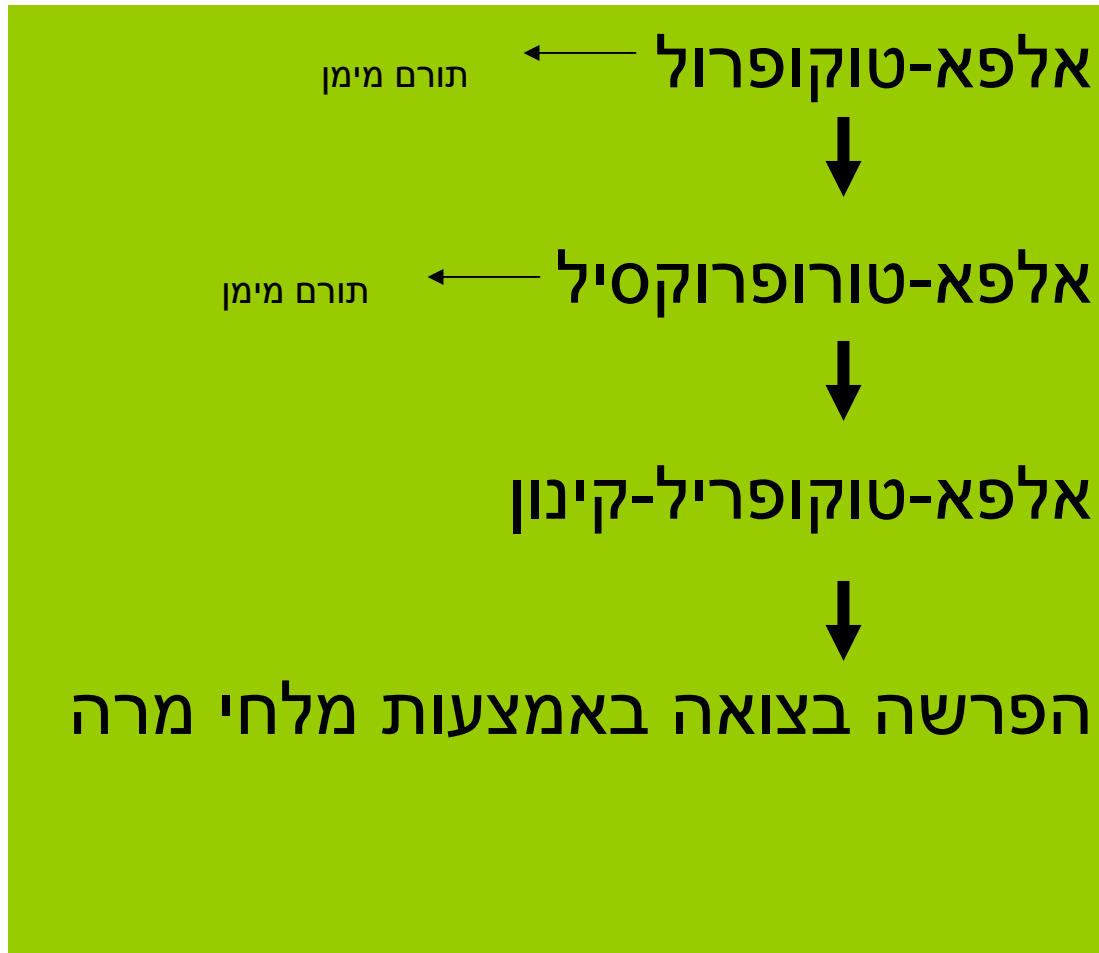 אלפא-טוקופרול
תורם מימן
אלפא-טורופרוקסיל
תורם מימן
אלפא-טוקופריל-קינון
הפרשה בצואה באמצעות מלחי מרה